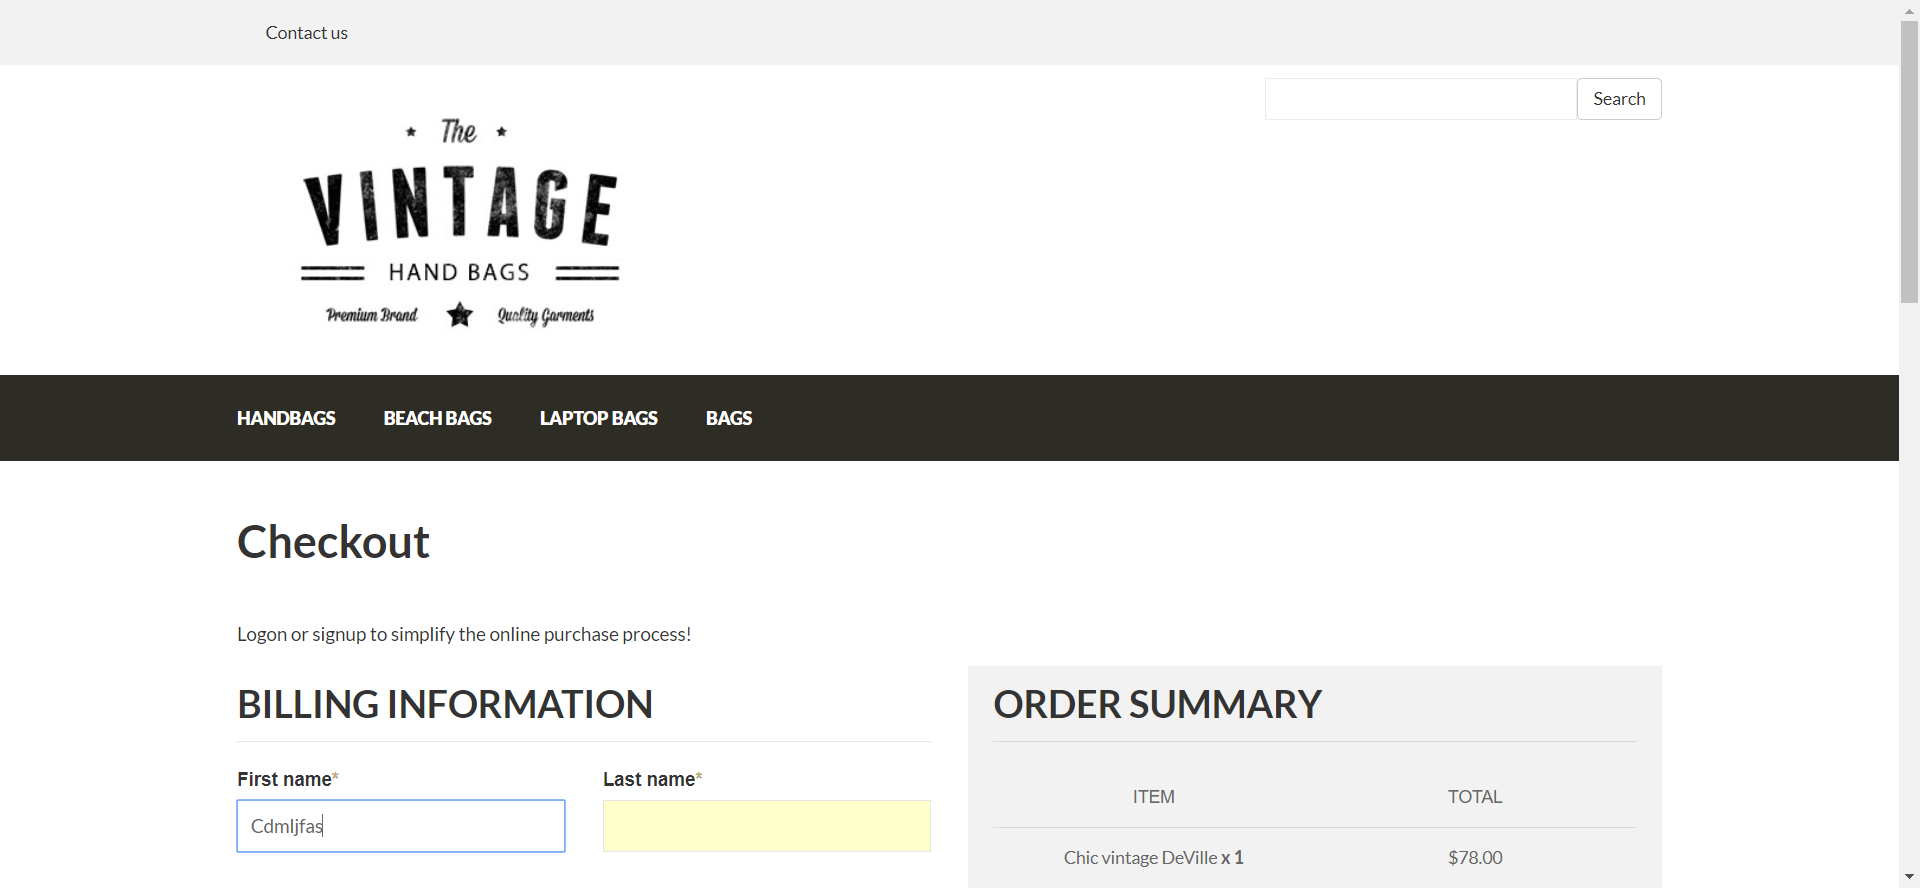 Contact us
Search
The
VINTAGE
HAND BAGS
Premium Brand Quality Garments
HANDBAGS BEACH BAGS LAPTOP BAGS BAGS
Checkout
Logon or signup to simplify the online purchase process!
BILLING INFORMATION
First name* Last name*
Cdmljfas
ORDER SUMMARY
ITEM TOTAL
Chic vintage DeVille x 1 $78.00